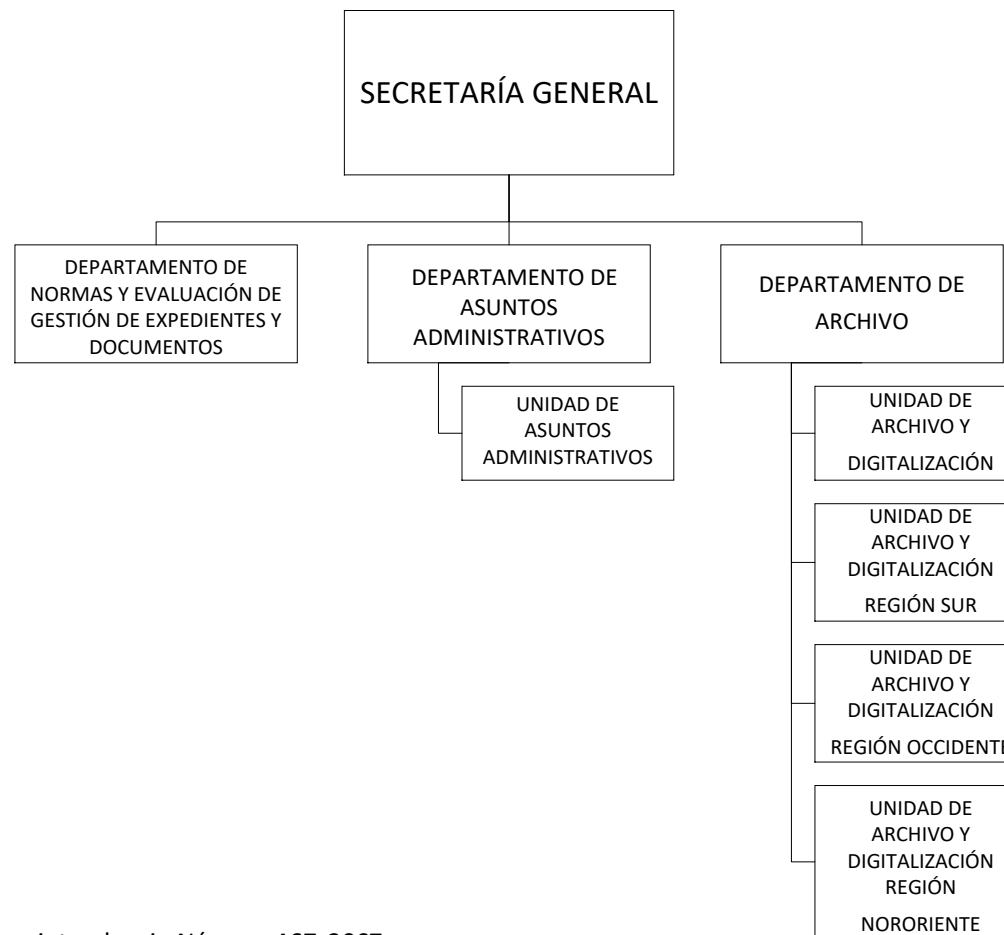 SECRETARÍA GENERAL
DEPARTAMENTO DE
NORMAS Y EVALUACIÓN DE
GESTIÓN DE EXPEDIENTES Y
DOCUMENTOS
DEPARTAMENTO DE
ASUNTOS
ADMINISTRATIVOS
UNIDAD DE
ASUNTOS
ADMINISTRATIVOS
DEPARTAMENTO DE
ARCHIVO
UNIDAD DE
ARCHIVO Y
DIGITALIZACIÓN
UNIDAD DE
ARCHIVO Y
DIGITALIZACIÓN
REGIÓN SUR
UNIDAD DE
ARCHIVO Y
DIGITALIZACIÓN
REGIÓN OCCIDENTE
UNIDAD DE
ARCHIVO Y
DIGITALIZACIÓN
REGIÓN
NORORIENTE